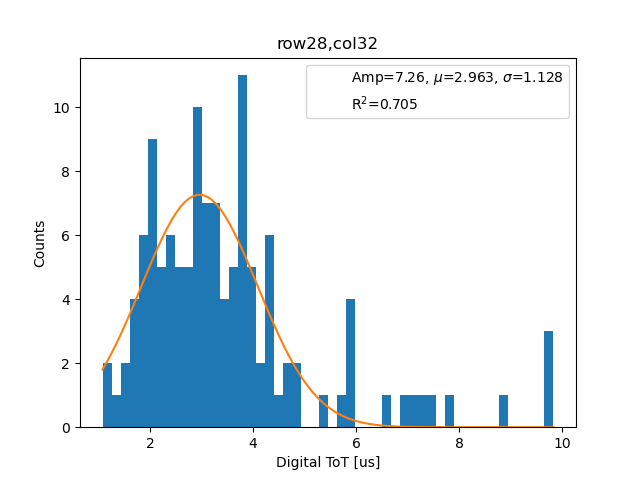 row28,col32
Amp=7.26, μ=2.963, σ=1.128
R²=0.705
Counts
10
8
6
4
2
0
2 4 6 8 10
Digital ToT [us]